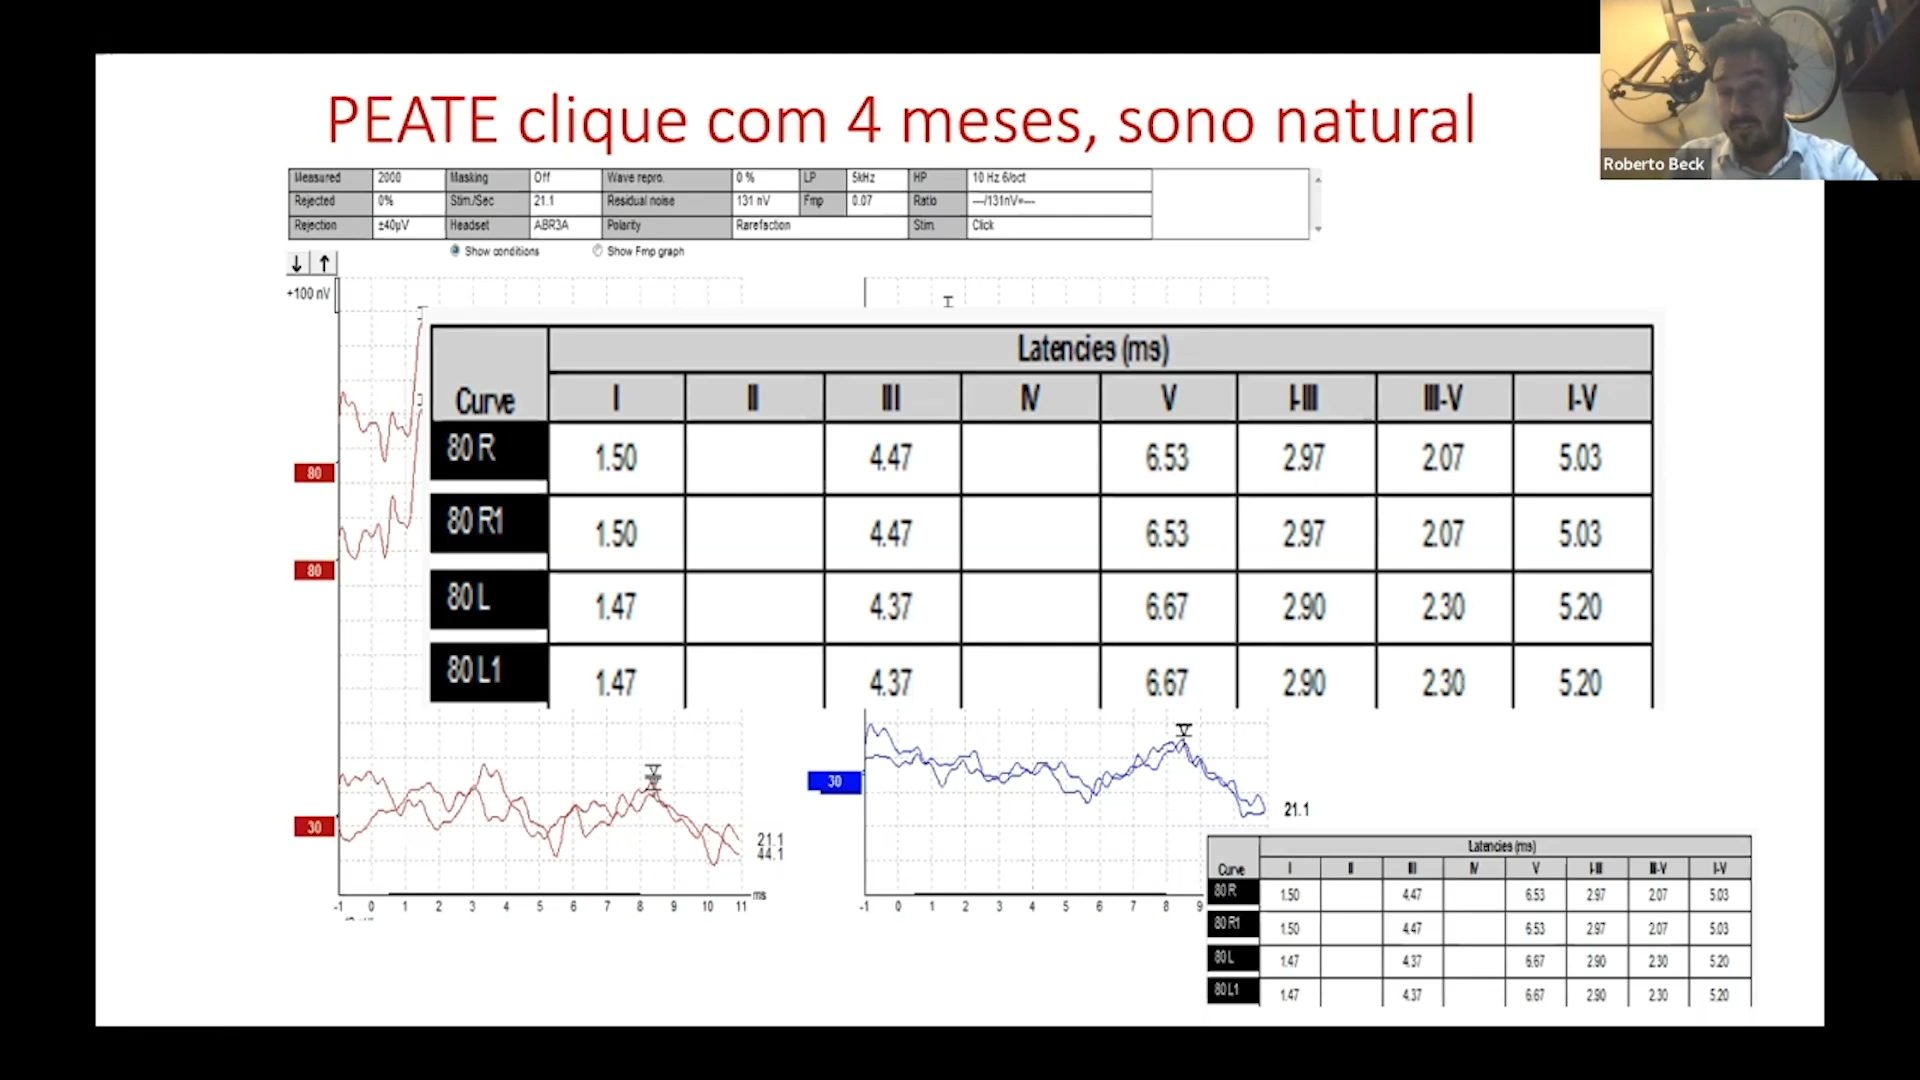 PEATE clique com 4 meses, sono natural
Roberto Beck
Measured 2000 Masking Off Wave repro. 0 % LP 5kHz HP 10 Hz 6/oct
Rejected 0% Stim./Sec 21.1 Residual noise 131 nV Fmp 0.07 Ratio ---/131nV=---
Rejection ±40µV Headset ABR3A Polarity Rarefaction Stim. Click
Show conditions Show Fmp graph
+100 nV
Latencies (ms)
Curve I II III IV V I-III III-V I-V
80 R 1.50 4.47 6.53 2.97 2.07 5.03
80 R1 1.50 4.47 6.53 2.97 2.07 5.03
80 L 1.47 4.37 6.67 2.90 2.30 5.20
80 L1 1.47 4.37 6.67 2.90 2.30 5.20
80
80
30
21.1
44.1
ms
-1 0 1 2 3 4 5 6 7 8 9 10 11
30
21.1
-1 0 1 2 3 4 5 6 7 8 9
Latencies (ms)
Curve I II III IV V I-III III-V I-V
80 R 1.50 4.47 6.53 2.97 2.07 5.03
80 R1 1.50 4.47 6.53 2.97 2.07 5.03
80 L 1.47 4.37 6.67 2.90 2.30 5.20
80 L1 1.47 4.37 6.67 2.90 2.30 5.20